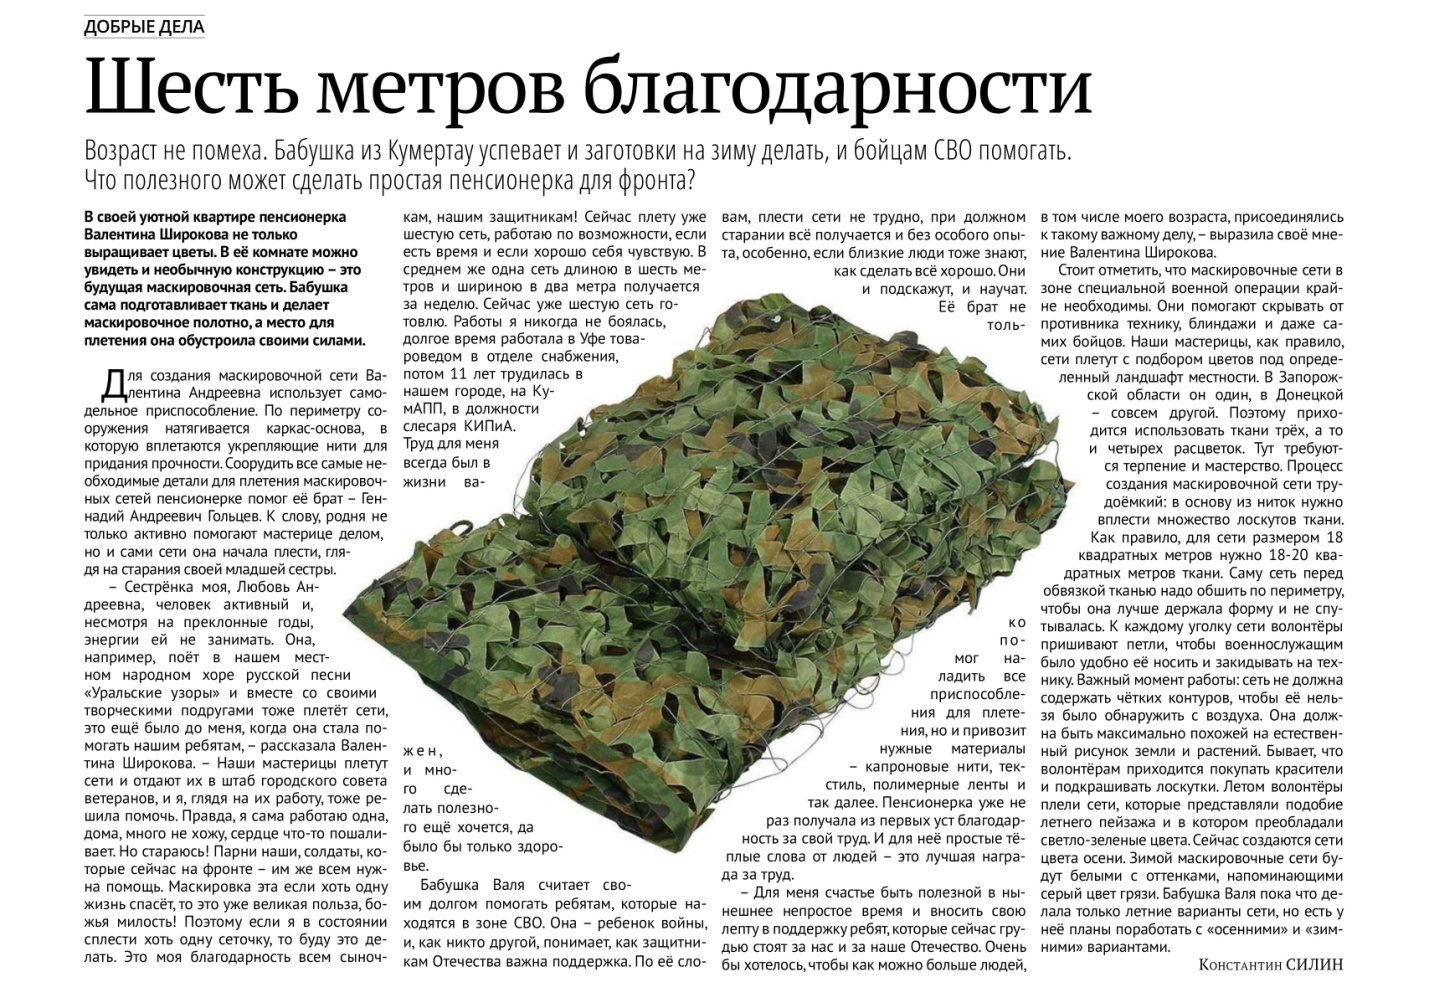 ДОБРЫЕ ДЕЛА
Шесть метров благодарности
Возраст не помеха. Бабушка из Кумертау успевает и заготовки на зиму делать, и бойцам СВО помогать.
Что полезного может сделать простая пенсионерка для фронта?
В своей уютной квартире пенсионерка
Валентина Широкова не только
выращивает цветы. В её комнате можно
увидеть и необычную конструкцию – это
будущая маскировочная сеть. Бабушка
сама подготавливает ткань и делает
маскировочное полотно, а место для
плетения она обустроила своими силами.
Для создания маскировочной сети Ва-
лентина Андреевна использует само-
дельное приспособление. По периметру со-
оружения натягивается каркас-основа, в
которую вплетаются укрепляющие нити для
придания прочности. Соорудить все самые не-
обходимые детали для плетения маскировоч-
ных сетей пенсионерке помог её брат – Ген-
надий Андреевич Гольцев. К слову, родня не
только активно помогают мастерице делом,
но и сами сети она начала плести, гля-
дя на старания своей младшей сестры.
– Сестрёнка моя, Любовь Ан-
дреевна, человек активный и,
несмотря на преклонные годы,
энергии ей не занимать. Она,
например, поёт в нашем мест-
ном народном хоре русской песни
«Уральские узоры» и вместе со своими
творческими подругами тоже плетёт сети,
это ещё было до меня, когда она стала по-
могать нашим ребятам, – рассказала Вален-
тина Широкова. – Наши мастерицы плетут
сети и отдают их в штаб городского совета
ветеранов, и я, глядя на их работу, тоже ре-
шила помочь. Правда, я сама работаю одна,
дома, много не хожу, сердце что-то пошали-
вает. Но стараюсь! Парни наши, солдаты, ко-
торые сейчас на фронте – им же всем нуж-
на помощь. Маскировка эта если хоть одну
жизнь спасёт, то это уже великая польза, бо-
жья милость! Поэтому если я в состоянии
сплести хоть одну сеточку, то буду это де-
лать. Это моя благодарность всем сыноч-
кам, нашим защитникам! Сейчас плету уже
шестую сеть, работаю по возможности, если
есть время и если хорошо себя чувствую. В
среднем же одна сеть длиною в шесть ме-
тров и шириною в два метра получается
за неделю. Сейчас уже шестую сеть го-
товлю. Работы я никогда не боялась,
долгое время работала в Уфе това-
роведом в отделе снабжения,
потом 11 лет трудилась в
нашем городе, на Ку-
мАПП, в должности
слесаря КИПиА.
Труд для меня
всегда был в
жизни ва-
жен,
и мно-
го сде-
лать полезно-
го ещё хочется, да
было бы только здоро-
вье.
Бабушка Валя считает сво-
им долгом помогать ребятам, которые на-
ходятся в зоне СВО. Она – ребенок войны,
и, как никто другой, понимает, как защитни-
кам Отечества важна поддержка. По её сло-
вам, плести сети не трудно, при должном
старании всё получается и без особого опы-
та, особенно, если близкие люди тоже знают,
как сделать всё хорошо. Они
и подскажут, и научат.
Её брат не
толь-
ко
по-
мог на-
ладить все
приспособле-
ния для плете-
ния, но и привозит
нужные материалы
– капроновые нити, тек-
стиль, полимерные ленты и
так далее. Пенсионерка уже не
раз получала из первых уст благодар-
ность за свой труд. И для неё простые тё-
плые слова от людей – это лучшая награ-
да за труд.
– Для меня счастье быть полезной в ны-
нешнее непростое время и вносить свою
лепту в поддержку ребят, которые сейчас гру-
дью стоят за нас и за наше Отечество. Очень
бы хотелось, чтобы как можно больше людей,
в том числе моего возраста, присоединялись
к такому важному делу, – выразила своё мне-
ние Валентина Широкова.
Стоит отметить, что маскировочные сети в
зоне специальной военной операции край-
не необходимы. Они помогают скрывать от
противника технику, блиндажи и даже са-
мих бойцов. Наши мастерицы, как правило,
сети плетут с подбором цветов под опреде-
ленный ландшафт местности. В Запорож-
ской области он один, в Донецкой
– совсем другой. Поэтому прихо-
дится использовать ткани трёх, а то
и четырех расцветок. Тут требуют-
ся терпение и мастерство. Процесс
создания маскировочной сети тру-
доёмкий: в основу из ниток нужно
вплести множество лоскутов ткани.
Как правило, для сети размером 18
квадратных метров нужно 18-20 ква-
дратных метров ткани. Саму сеть перед
обвязкой тканью надо обшить по периметру,
чтобы она лучше держала форму и не спу-
тывалась. К каждому уголку сети волонтёры
пришивают петли, чтобы военнослужащим
было удобно её носить и закидывать на тех-
нику. Важный момент работы: сеть не должна
содержать чётких контуров, чтобы её нель-
зя было обнаружить с воздуха. Она долж-
на быть максимально похожей на естествен-
ный рисунок земли и растений. Бывает, что
волонтёрам приходится покупать красители
и подкрашивать лоскутки. Летом волонтёры
плели сети, которые представляли подобие
летнего пейзажа и в котором преобладали
светло-зеленые цвета. Сейчас создаются сети
цвета осени. Зимой маскировочные сети бу-
дут белыми с оттенками, напоминающими
серый цвет грязи. Бабушка Валя пока что де-
лала только летние варианты сети, но есть у
неё планы поработать с «осенними» и «зим-
ними» вариантами.
Константин СИЛИН